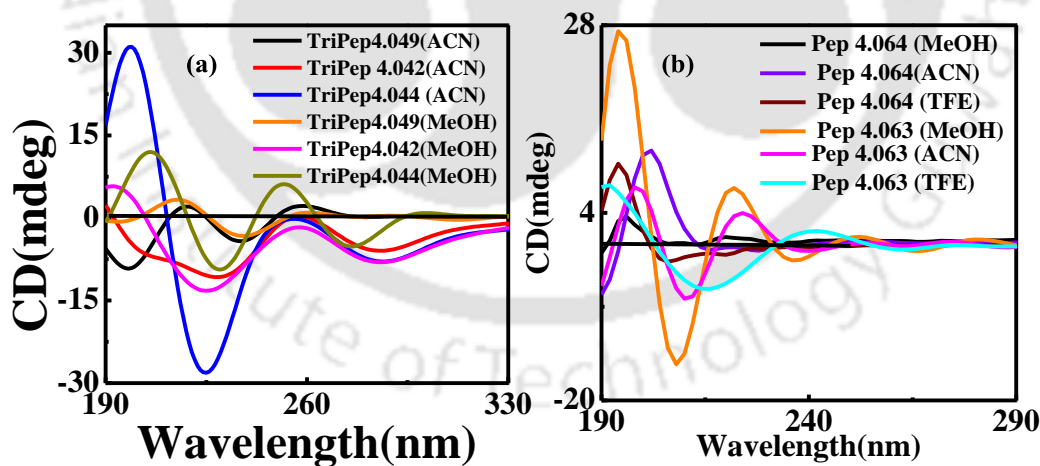 (a)
TriPep4.049(ACN)
TriPep 4.042(ACN)
TriPep4.044 (ACN)
TriPep4.049(MeOH)
TriPep4.042(MeOH)
TriPep4.044(MeOH)
CD(mdeg)
30
15
0
-15
-30
190
260
330
Wavelength(nm)
(b)
Pep 4.064 (MeOH)
Pep 4.064(ACN)
Pep 4.064 (TFE)
Pep 4.063 (MeOH)
Pep 4.063 (ACN)
Pep 4.063 (TFE)
CD(mdeg)
28
4
-20
190
240
290
Wavelength(nm)
Institute of Technology